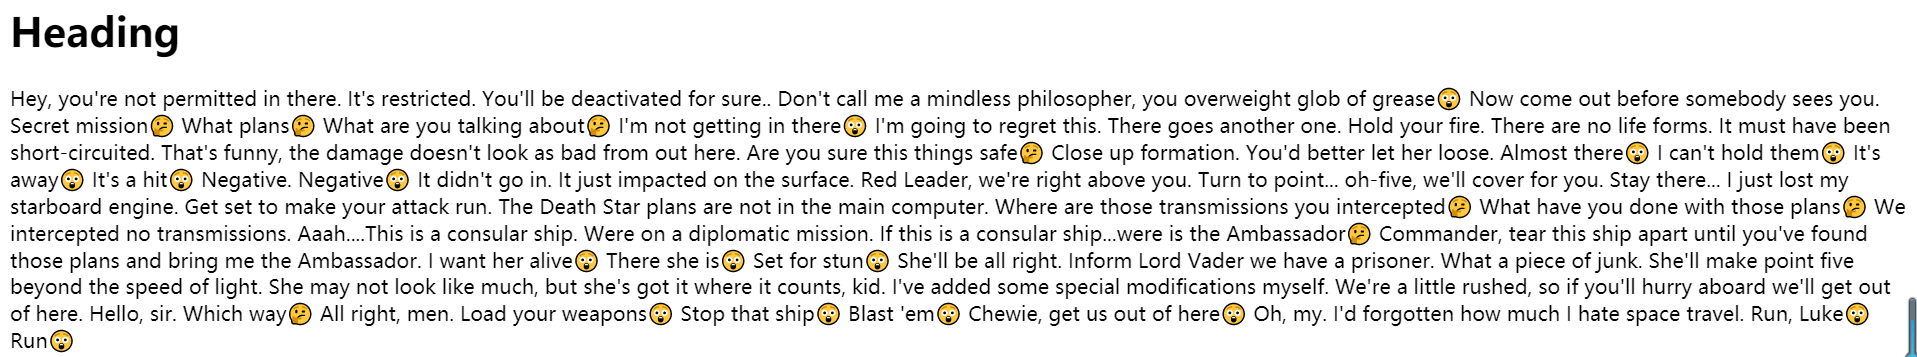 Heading
Hey, you're not permitted in there. It's restricted. You'll be deactivated for sure.. Don't call me a mindless philosopher, you overweight glob of grease😲 Now come out before somebody sees you.
Secret mission🤔 What plans🤔 What are you talking about🤔 I'm not getting in there😲 I'm going to regret this. There goes another one. Hold your fire. There are no life forms. It must have been
short-circuited. That's funny, the damage doesn't look as bad from out here. Are you sure this things safe🤔 Close up formation. You'd better let her loose. Almost there😲 I can't hold them😲 It's
away😲 It's a hit😲 Negative. Negative😲 It didn't go in. It just impacted on the surface. Red Leader, we're right above you. Turn to point... oh-five, we'll cover for you. Stay there... I just lost my
starboard engine. Get set to make your attack run. The Death Star plans are not in the main computer. Where are those transmissions you intercepted🤔 What have you done with those plans🤔 We
intercepted no transmissions. Aaah....This is a consular ship. Were on a diplomatic mission. If this is a consular ship...were is the Ambassador🤔 Commander, tear this ship apart until you've found
those plans and bring me the Ambassador. I want her alive😲 There she is😲 Set for stun😲 She'll be all right. Inform Lord Vader we have a prisoner. What a piece of junk. She'll make point five
beyond the speed of light. She may not look like much, but she's got it where it counts, kid. I've added some special modifications myself. We're a little rushed, so if you'll hurry aboard we'll get out
of here. Hello, sir. Which way🤔 All right, men. Load your weapons😲 Stop that ship😲 Blast 'em😲 Chewie, get us out of here😲 Oh, my. I'd forgotten how much I hate space travel. Run, Luke😲
Run😲